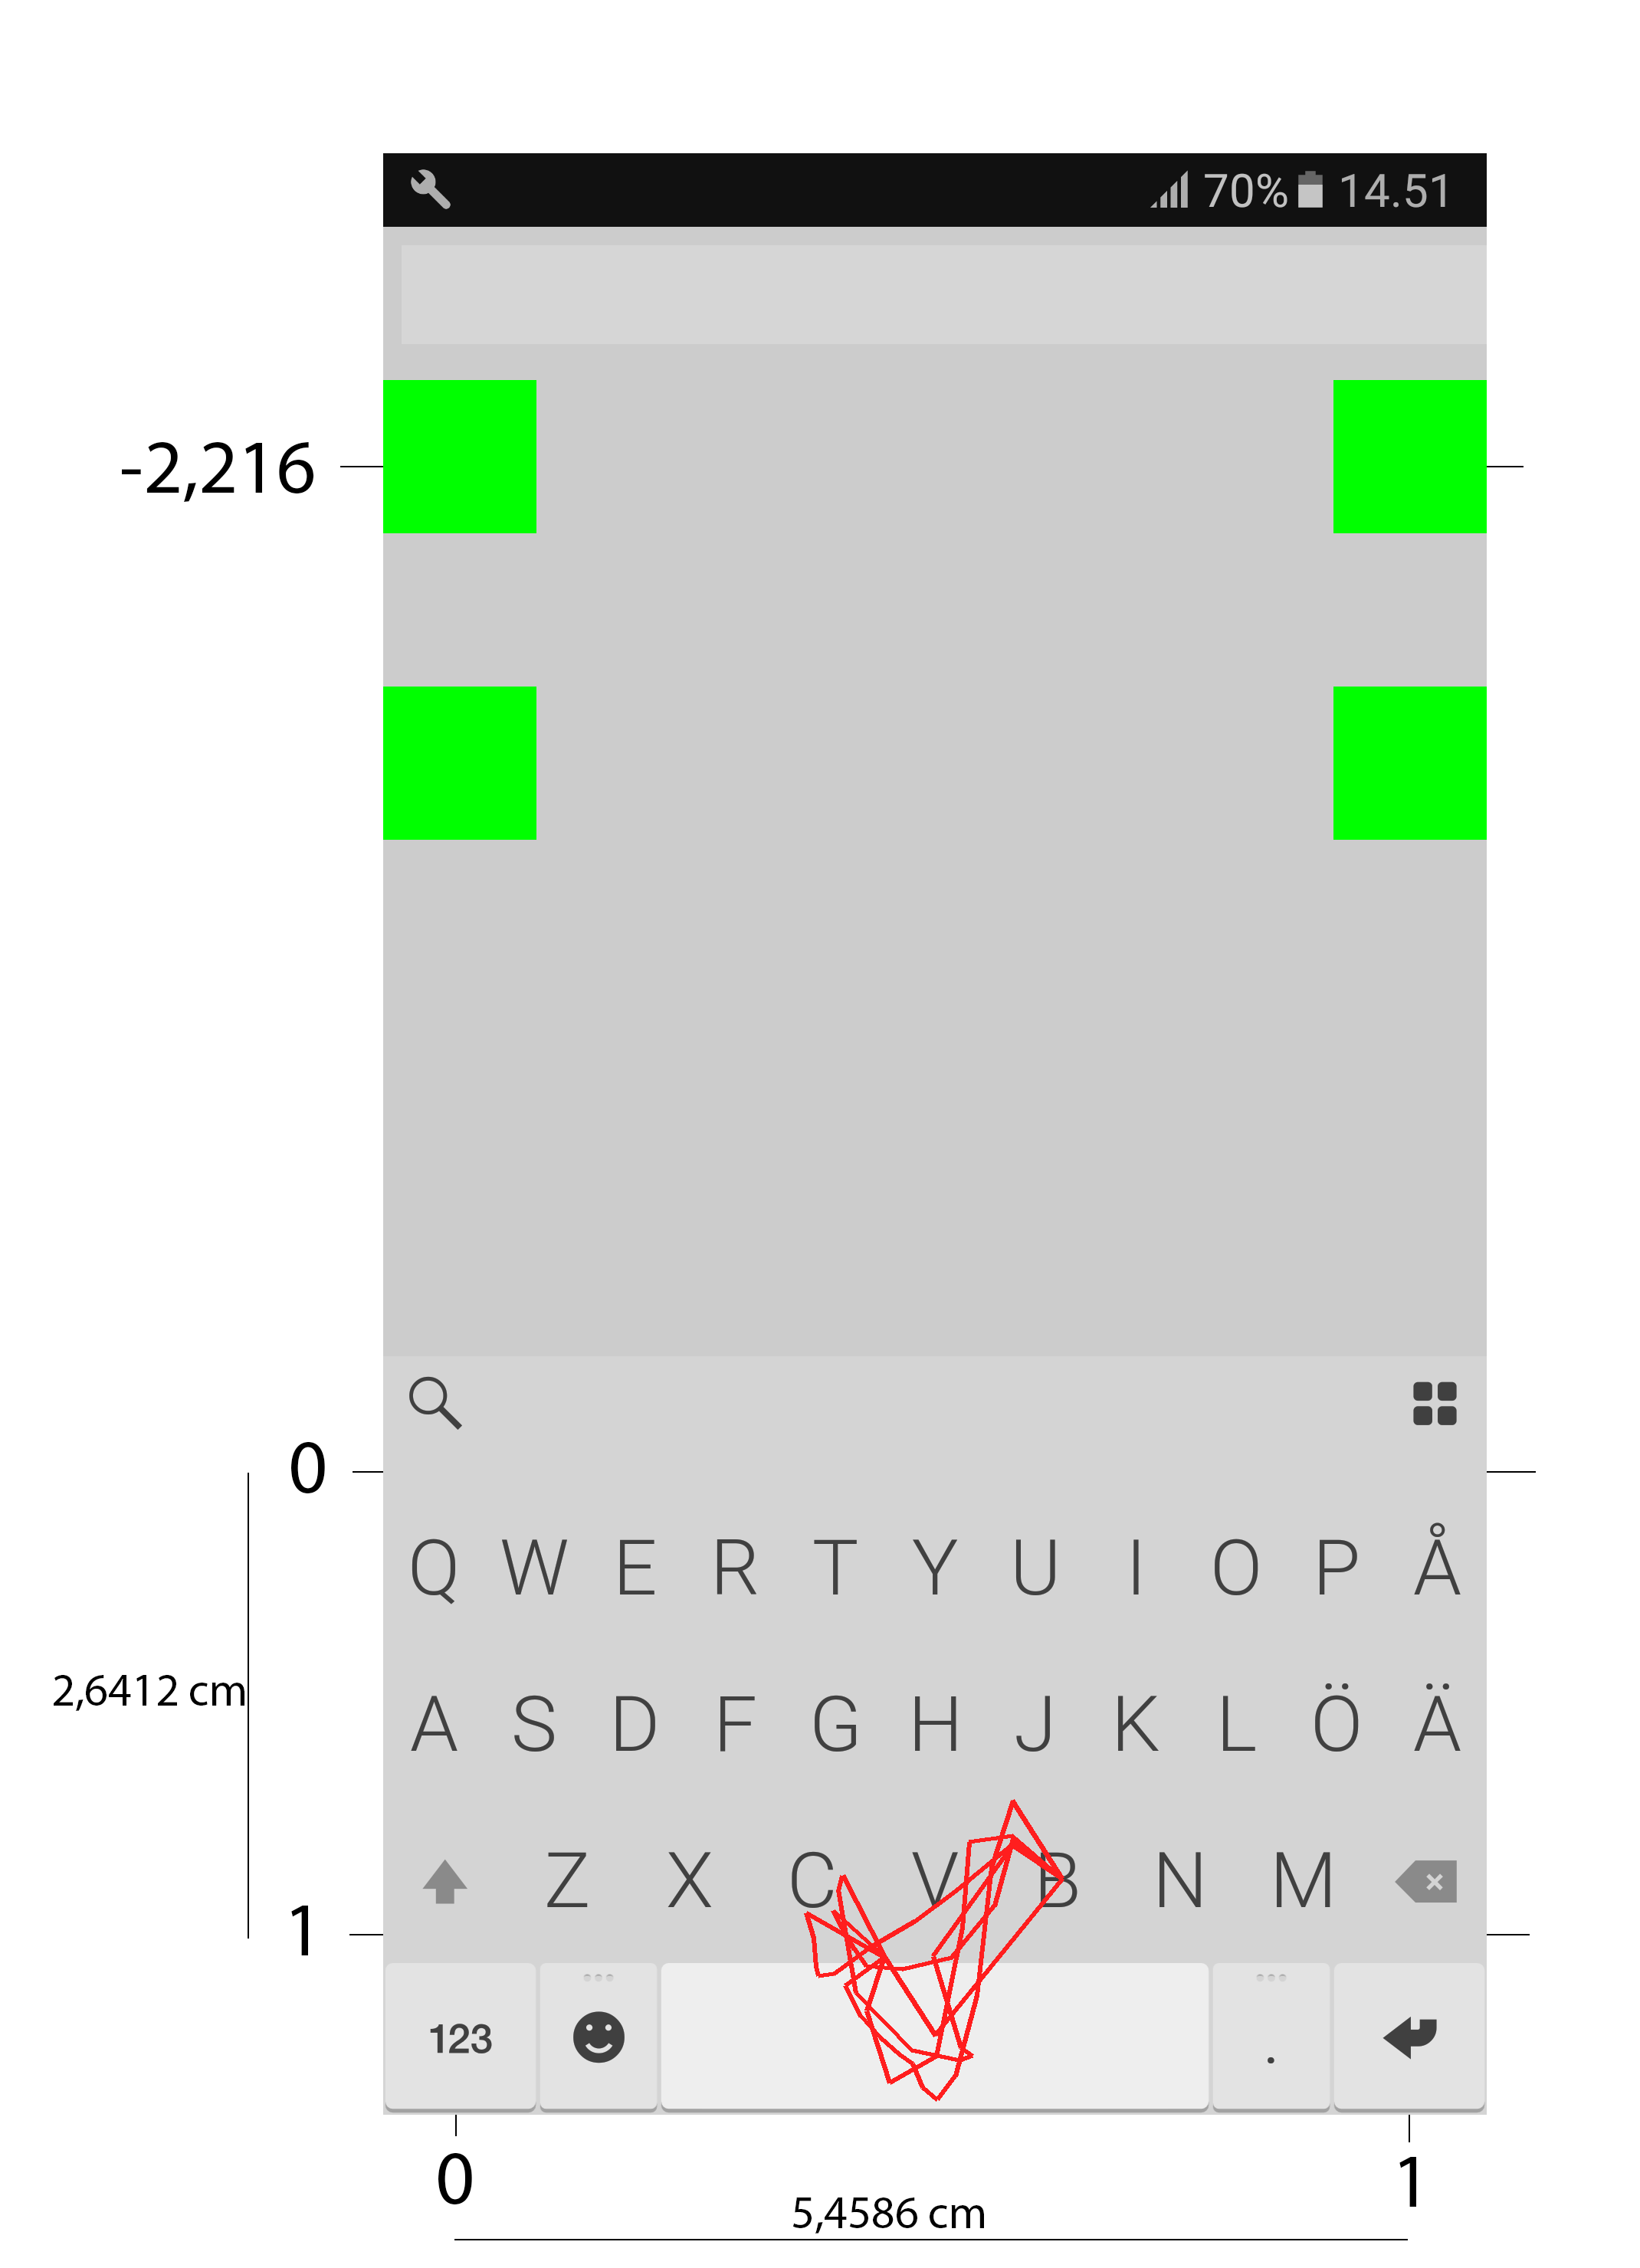 70% 14.51
-2,216
0
Q W E R T Y U I O P Å
2,6412 cm
A S D F G H J K L Ö Ä
Z X C V B N M
1
123 .
0 1
5,4586 cm